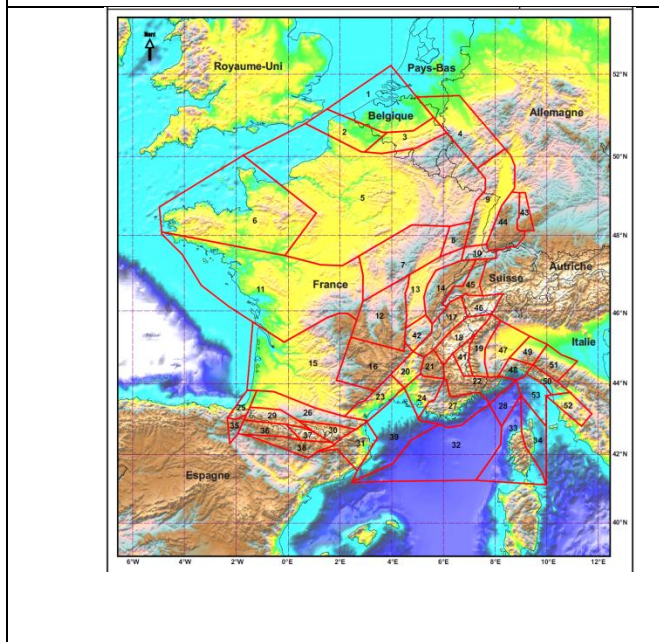 Nord
Royaume-Uni
Pays-Bas
52°N
1
Belgique
Allemagne
2
3
4
50°N
5
9
43
6
44
48°N
8
7
10
France
Suisse
Autriche
11
13
14
45
46
12
17
46°N
42
18
19
47
49
Italie
15
16
41
51
20
21
48
50
22
44°N
23
24
27
28
53
52
25
29
26
35
36
37
30
33
34
31
39
32
38
42°N
Espagne
40°N
6°W
4°W
2°W
0°E
2°E
4°E
6°E
8°E
10°E
12°E